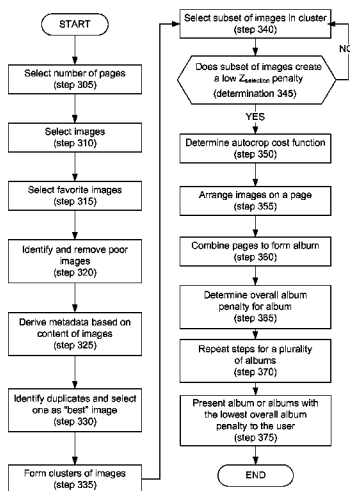 START
Select number of pages
(step 305)
Select images
(step 310)
Select favorite images
(step 315)
Identify and remove poor
images
(step 320)
Derive metadata based on
content of images
(step 325)
Identify duplicates and select
one as "best" image
(step 330)
Form clusters of images
(step 335)
Select subset of images in cluster
(step 340)
NO
Does subset of images create
a low Zselection penalty
(determination 345)
YES
Determine autocrop cost function
(step 350)
Arrange images on a page
(step 355)
Combine pages to form album
(step 360)
Determine overall album
penalty for album
(step 365)
Repeat steps for a plurality
of albums
(step 370)
Present album or albums with
the lowest overall album
penalty to the user
(step 375)
END